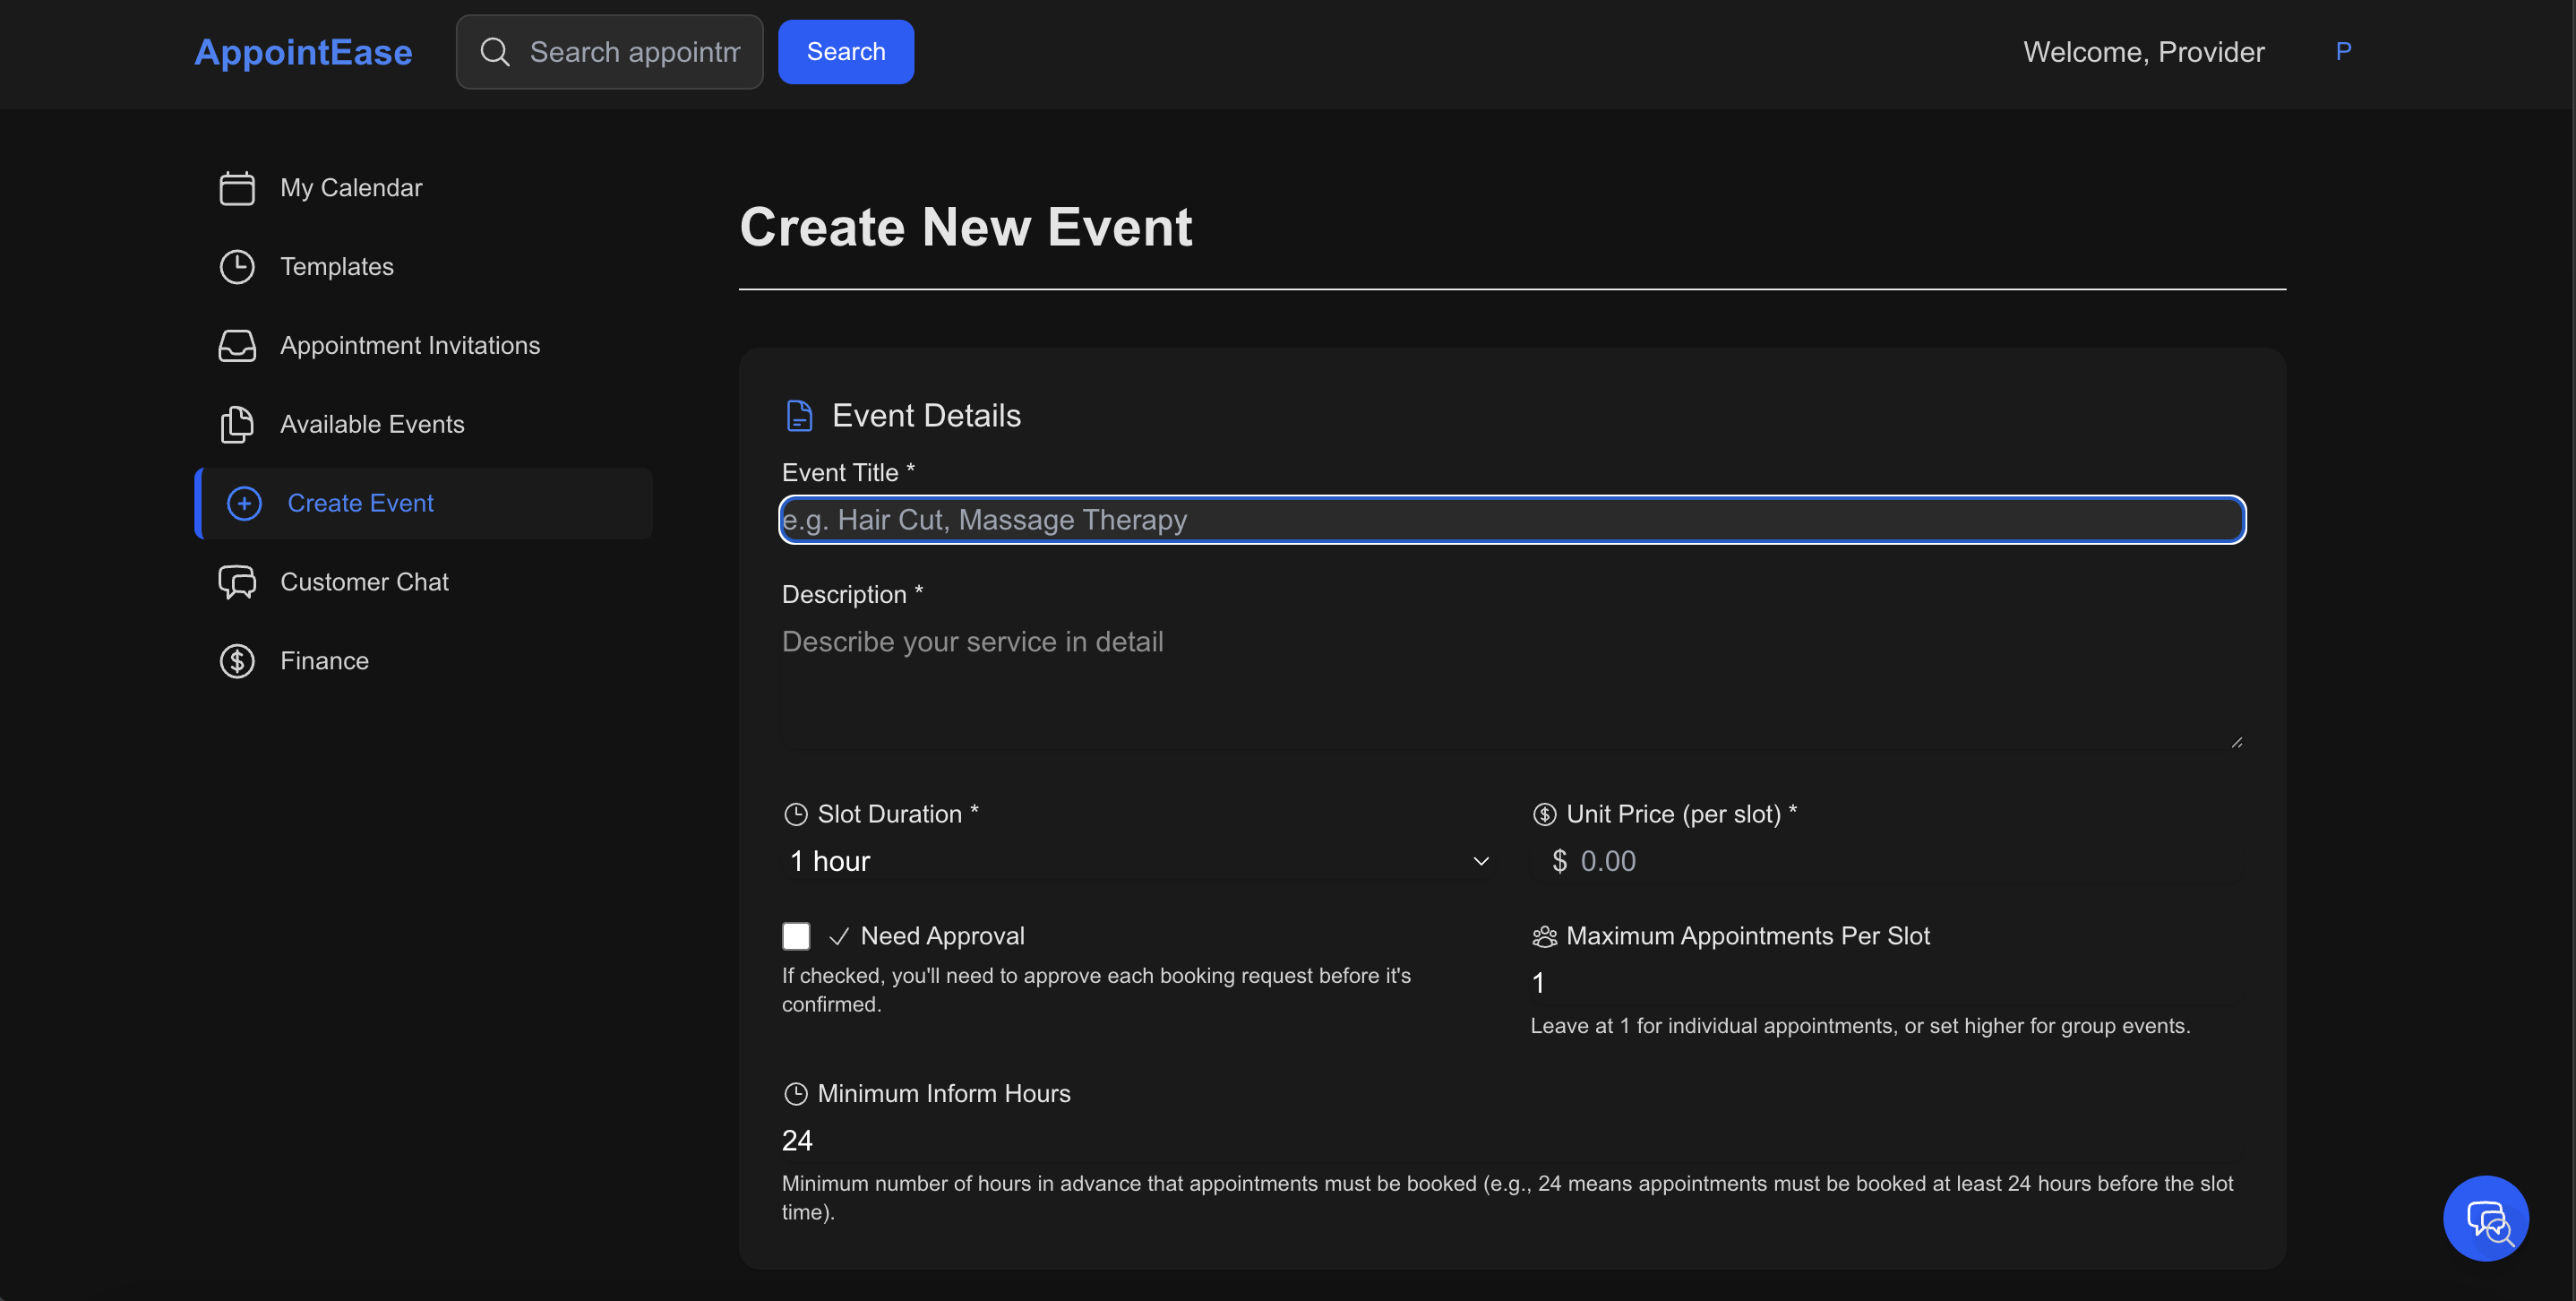 AppointEase
Search appointm
Search
Welcome, Provider
P
My Calendar
Templates
Appointment Invitations
Available Events
Create Event
Customer Chat
Finance
Create New Event
Event Details
Event Title *
e.g. Hair Cut, Massage Therapy
Description *
Describe your service in detail
Slot Duration *
1 hour
Unit Price (per slot) *
$ 0.00
Need Approval
If checked, you'll need to approve each booking request before it's
confirmed.
Maximum Appointments Per Slot
1
Leave at 1 for individual appointments, or set higher for group events.
Minimum Inform Hours
24
Minimum number of hours in advance that appointments must be booked (e.g., 24 means appointments must be booked at least 24 hours before the slot
time).